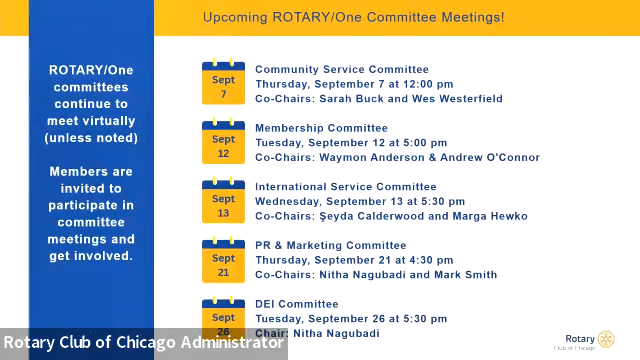 Upcoming ROTARY/One Committee Meetings!
ROTARY/One
committees
continue to
meet virtually
(unless noted)
Members are
invited to
participate in
committee
meetings and
get involved.
Sept
7
Community Service Committee
Thursday, September 7 at 12:00 pm
Co-Chairs: Sarah Buck and Wes Westerfield
Sept
12
Membership Committee
Tuesday, September 12 at 5:00 pm
Co-Chairs: Waymon Anderson & Andrew O'Connor
Sept
13
International Service Committee
Wednesday, September 13 at 5:30 pm
Co-Chairs: Şeyda Calderwood and Marga Hewko
Sept
21
PR & Marketing Committee
Thursday, September 21 at 4:30 pm
Co-Chairs: Nitha Nagubadi and Mark Smith
Sept
26
DEI Committee
Tuesday, September 26 at 5:30 pm
Chair: Nitha Nagubadi
Rotary Club of Chicago Administrator
Rotary
Club of Chicago